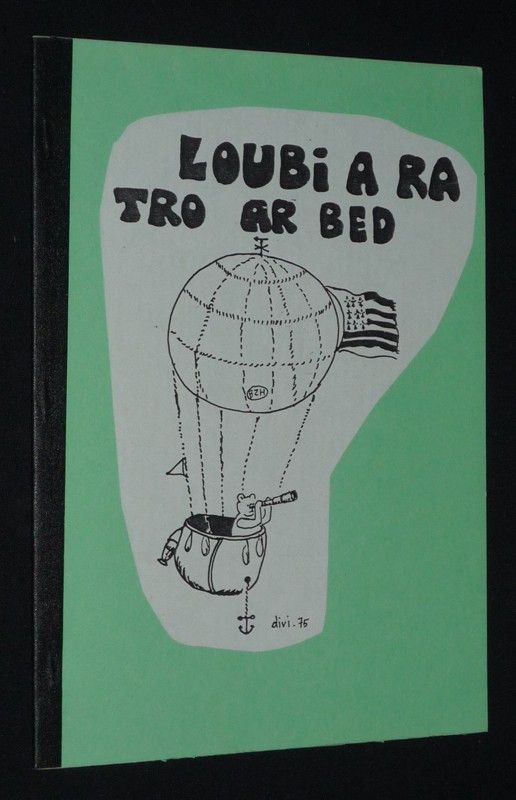 LOUBi A RA
TRO AR BED
BZH
divi.75